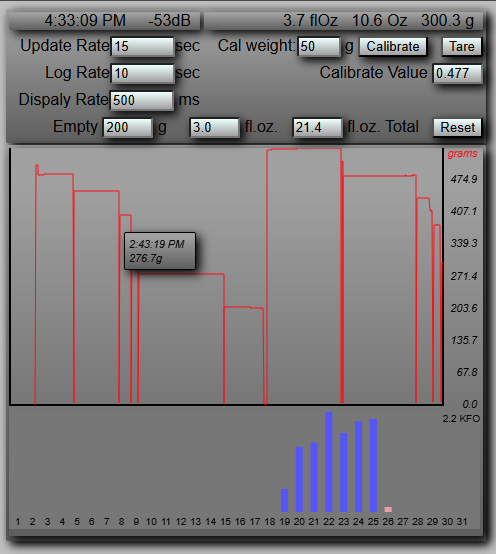 4:33:09 PM -53dB 3.7 flOz 10.6 Oz 300.3 g
Update Rate 15 sec Cal weight: 50 g Calibrate Tare
Log Rate 10 sec Calibrate Value 0.477
Dispaly Rate 500 ms
Empty 200 g 3.0 fl.oz. 21.4 fl.oz. Total Reset
grams
474.9
407.1
2:43:19 PM
339.3
276.7g
271.4
203.6
135.7
67.8
0.0
2.2 KFO
1 2 3 4 5 6 7 8 9 10 11 12 13 14 15 16 17 18 19 20 21 22 23 24 25 26 27 28 29 30 31